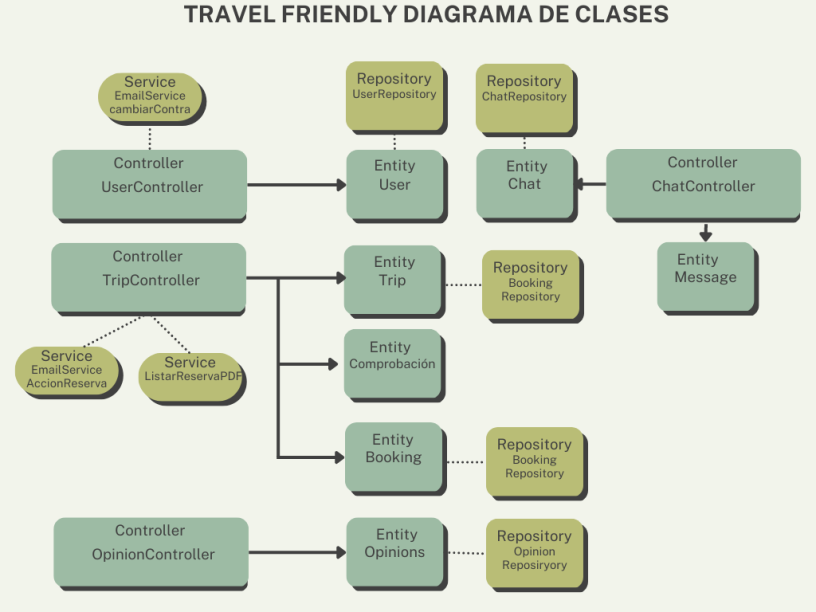 TRAVEL FRIENDLY DIAGRAMA DE CLASES
Service
EmailService
cambiarContra
Repository
UserRepository
Repository
ChatRepository
Controller
UserController
Entity
User
Entity
Chat
Controller
ChatController
Controller
TripController
Entity
Trip
Repository
Booking
Repository
Entity
Message
Service
EmailService
AccionReserva
Service
ListarReservaPDF
Entity
Comprobación
Entity
Booking
Repository
Booking
Repository
Controller
OpinionController
Entity
Opinions
Repository
Opinion
Reposiryory